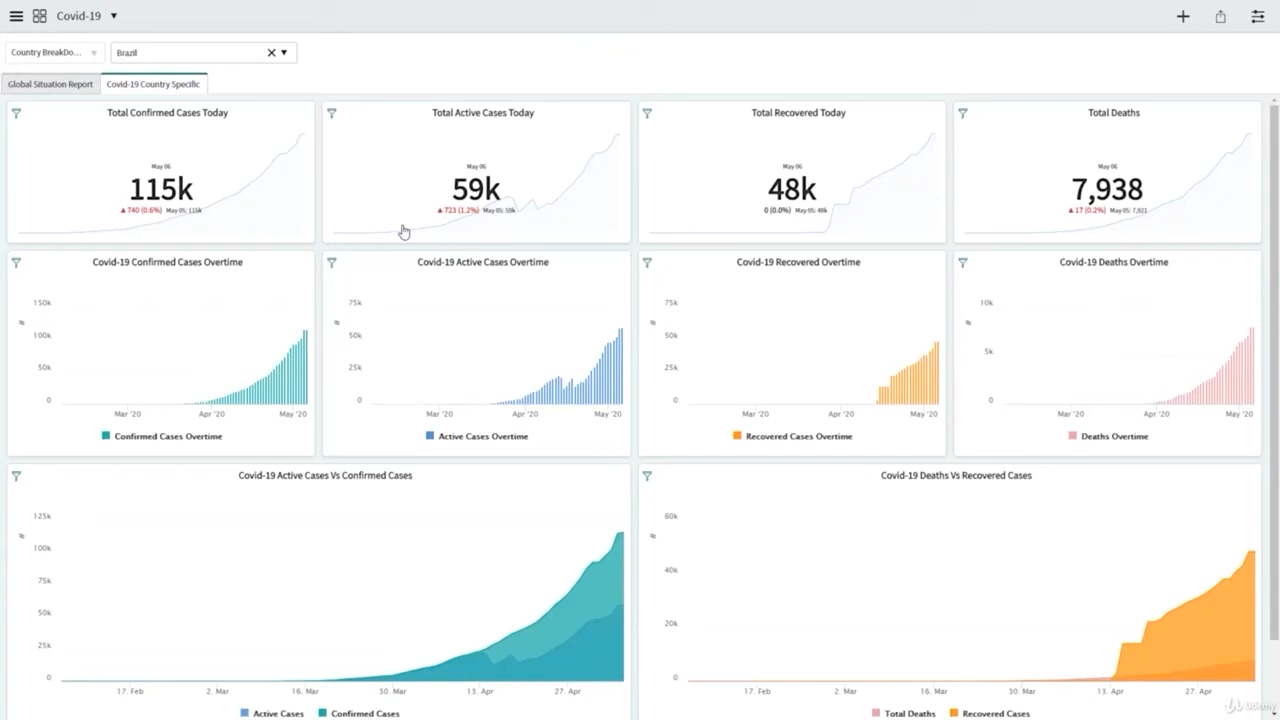 Covid-19
Country BreakDo...
Brazil
Global Situation Report
Covid-19 Country Specific
Total Confirmed Cases Today
May 06
115k
740 (0.6%) May 05: 115k
Total Active Cases Today
May 06
59k
723 (1.2%) May 05: 59k
Total Recovered Today
May 06
48k
0 (0.0%) May 05: 48k
Total Deaths
May 06
7,938
17 (0.2%) May 05: 7,921
Covid-19 Confirmed Cases Overtime
150k
#
100k
50k
0
Mar '20 Apr '20 May '20
Confirmed Cases Overtime
Covid-19 Active Cases Overtime
75k
#
50k
25k
0
Mar '20 Apr '20 May '20
Active Cases Overtime
Covid-19 Recovered Overtime
75k
#
50k
25k
0
Mar '20 Apr '20 May '20
Recovered Cases Overtime
Covid-19 Deaths Overtime
10k
#
5k
0
Mar '20 Apr '20 May '20
Deaths Overtime
Covid-19 Active Cases Vs Confirmed Cases
125k
#
100k
75k
50k
25k
0
17. Feb 2. Mar 16. Mar 30. Mar 13. Apr 27. Apr
Active Cases Confirmed Cases
Covid-19 Deaths Vs Recovered Cases
60k
#
40k
20k
0
17. Feb 2. Mar 16. Mar 30. Mar 13. Apr 27. Apr
Total Deaths Recovered Cases
Udemy